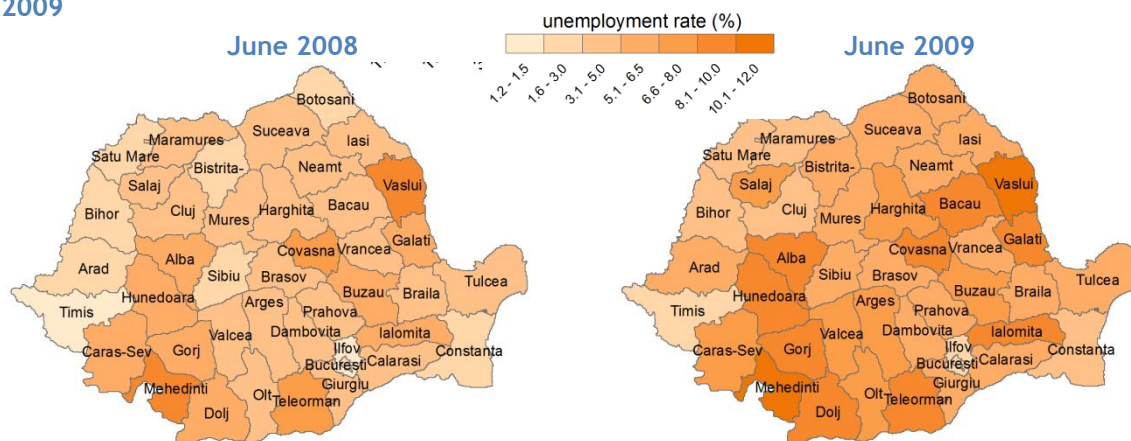 2009
unemployment rate (%)
June 2008
June 2009
1.2 - 1.5
1.6 - 3.0
3.1 - 5.0
5.1 - 6.5
6.6 - 8.0
8.1 - 10.0
10.1 - 12.0
Botosani
Suceava
Maramures
Iasi
Satu Mare
Bistrita-
Neamt
Salaj
Vaslui
Bihor
Cluj
Mures
Harghita
Bacau
Covasna
Vrancea
Galati
Alba
Arad
Sibiu
Brasov
Hunedoara
Buzau
Braila
Tulcea
Timis
Arges
Prahova
Valcea
Dambovita
Ialomita
Caras-Sev
Gorj
Ilfov
Constanta
Bucuresti
Calarasi
Mehedinti
Giurgiu
Olt
Teleorman
Dolj
Botosani
Suceava
Maramures
Iasi
Satu Mare
Bistrita-
Neamt
Salaj
Vaslui
Bihor
Cluj
Mures
Harghita
Bacau
Covasna
Vrancea
Galati
Alba
Arad
Sibiu
Brasov
Tulcea
Hunedoara
Buzau
Braila
Timis
Arges
Prahova
Valcea
Dambovita
Ialomita
Caras-Sev
Gorj
Ilfov
Constanta
Bucuresti
Calarasi
Mehedinti
Giurgiu
Olt
Teleorman
Dolj